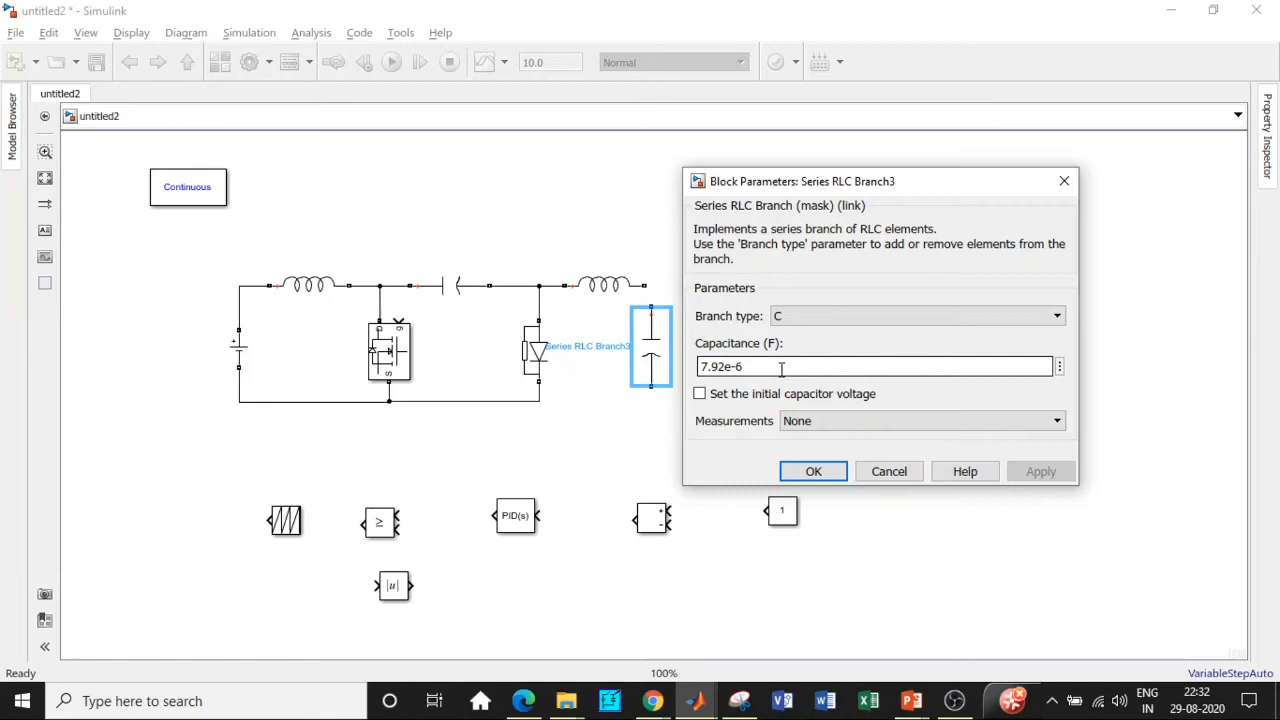 untitled2 * - Simulink
File Edit View Display Diagram Simulation Analysis Code Tools Help
10.0 Normal
Model Browser
untitled2
untitled2
Property Inspector
Continuous
Block Parameters: Series RLC Branch3
Series RLC Branch (mask) (link)
Implements a series branch of RLC elements.
Use the 'Branch type' parameter to add or remove elements from the
branch.
Parameters
Branch type: C
Capacitance (F):
7.92e-6
Set the initial capacitor voltage
Measurements None
OK Cancel Help Apply
D g
S
+
Series RLC Branch3
≥
PID(s)
+
-
1
|u|
Ready 100% VariableStepAuto
Type here to search
ENG 22:32
IN 29-08-2020